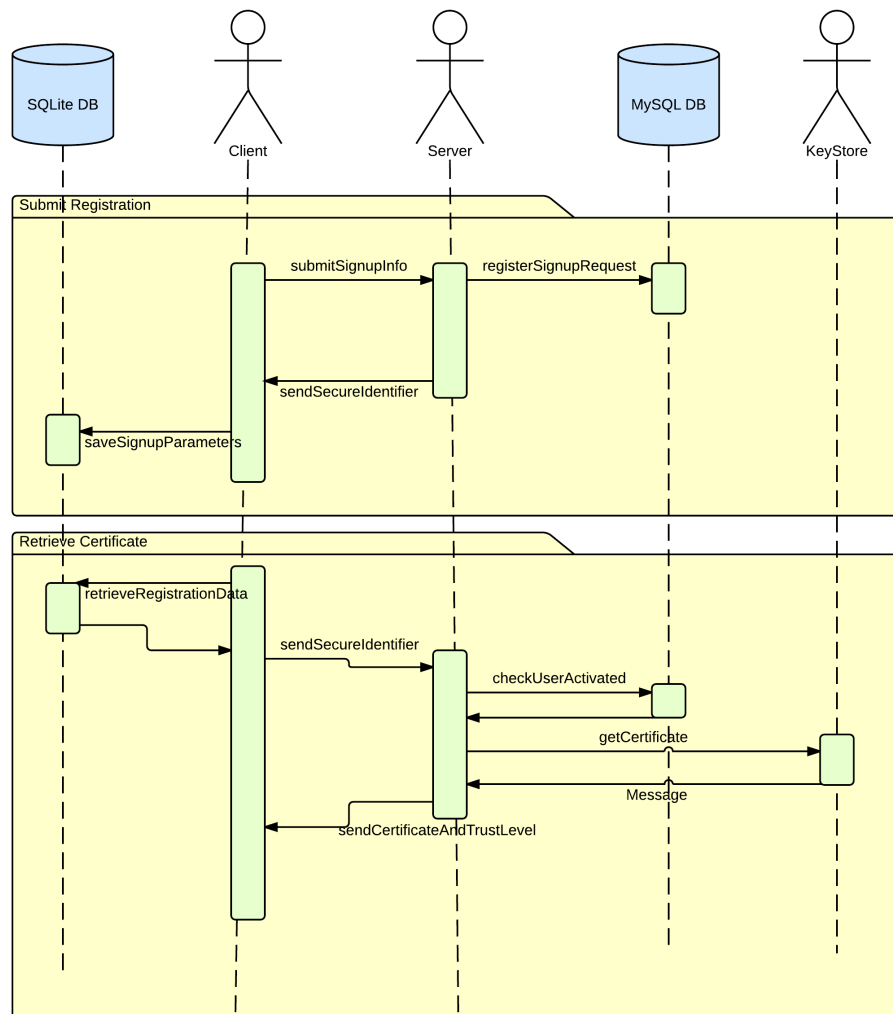 SQLite DB
Client
Server
MySQL DB
KeyStore
Submit Registration
submitSignupInfo
registerSignupRequest
sendSecureIdentifier
saveSignupParameters
Retrieve Certificate
retrieveRegistrationData
sendSecureIdentifier
checkUserActivated
getCertificate
Message
sendCertificateAndTrustLevel